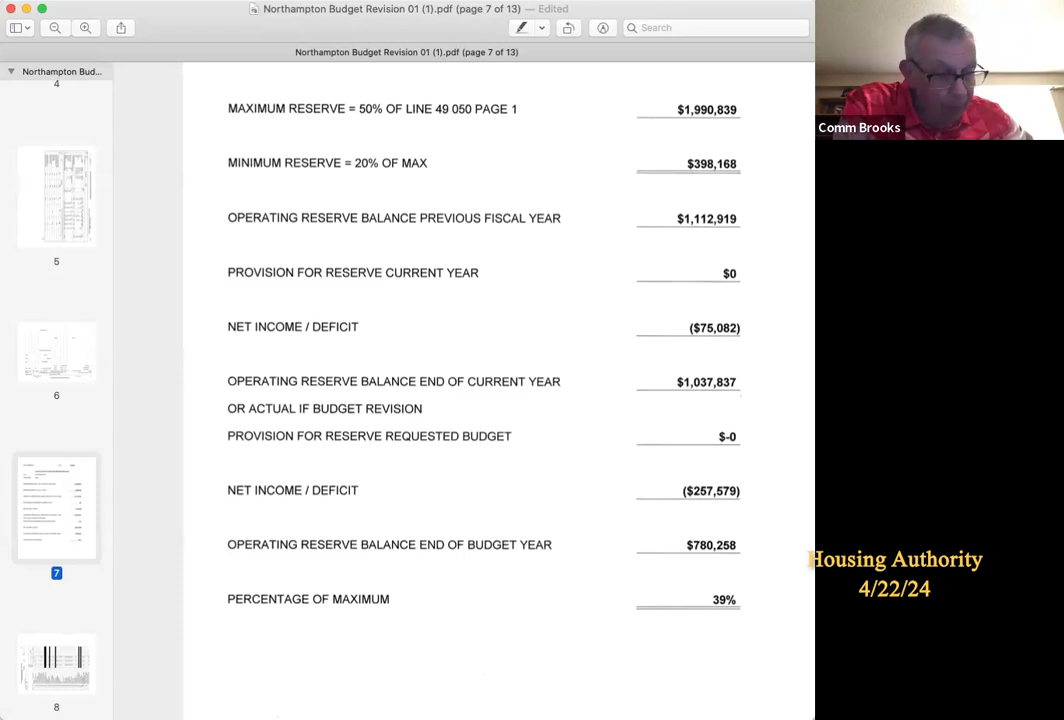 Northampton Budget Revision 01 (1).pdf (page 7 of 13) — Edited
Search
Northampton Budget Revision 01 (1).pdf (page 7 of 13)
Northampton Bud...
4
5
6
7
8
MAXIMUM RESERVE = 50% OF LINE 49 050 PAGE 1 $1,990,839
MINIMUM RESERVE = 20% OF MAX $398,168
OPERATING RESERVE BALANCE PREVIOUS FISCAL YEAR $1,112,919
PROVISION FOR RESERVE CURRENT YEAR $0
NET INCOME / DEFICIT ($75,082)
OPERATING RESERVE BALANCE END OF CURRENT YEAR $1,037,837
OR ACTUAL IF BUDGET REVISION
PROVISION FOR RESERVE REQUESTED BUDGET $-0
NET INCOME / DEFICIT ($257,579)
OPERATING RESERVE BALANCE END OF BUDGET YEAR $780,258
PERCENTAGE OF MAXIMUM 39%
Comm Brooks
Housing Authority
4/22/24